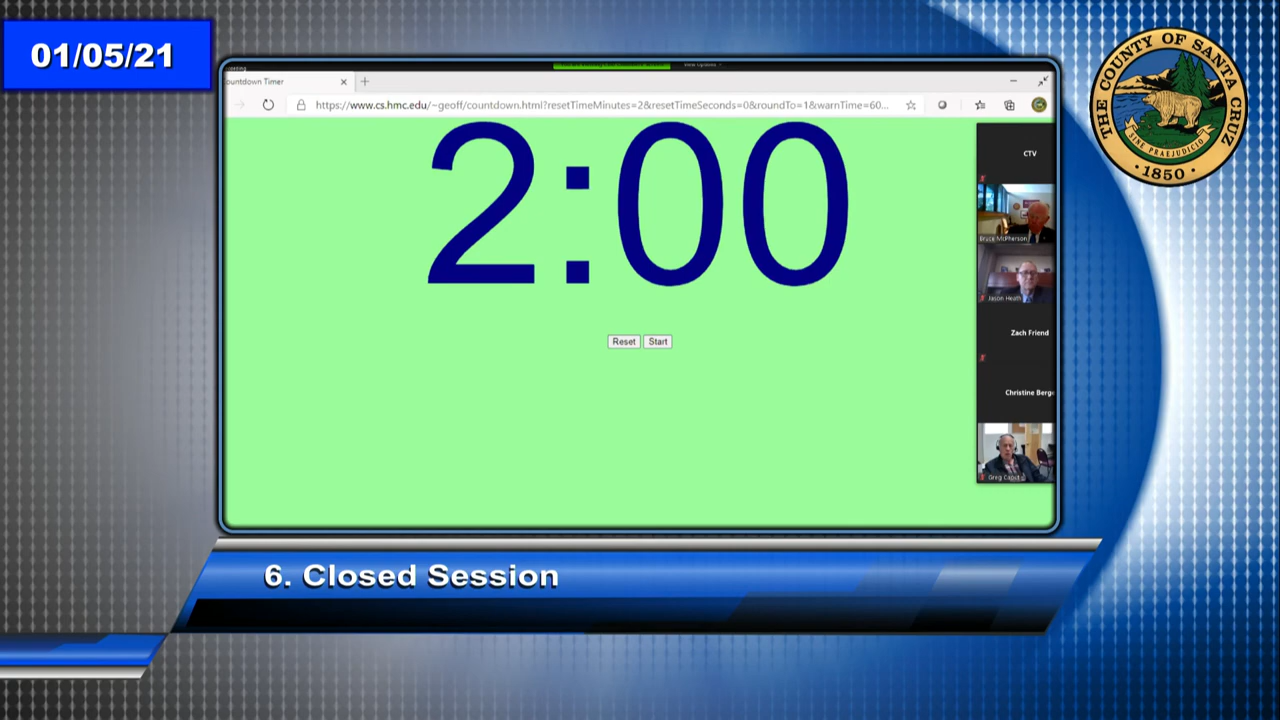 01/05/21
THE COUNTY OF SANTA CRUZ
SINE PRAEJUDICIO
• 1850 •
ountdown Timer
https://www.cs.hmc.edu/~geoff/countdown.html?resetTimeMinutes=2&resetTimeSeconds=0&roundTo=1&warnTime=60...
2:00
Reset Start
CTV
Bruce McPherson
Jason Heath
Zach Friend
Christine Berge
Greg Caput
6. Closed Session